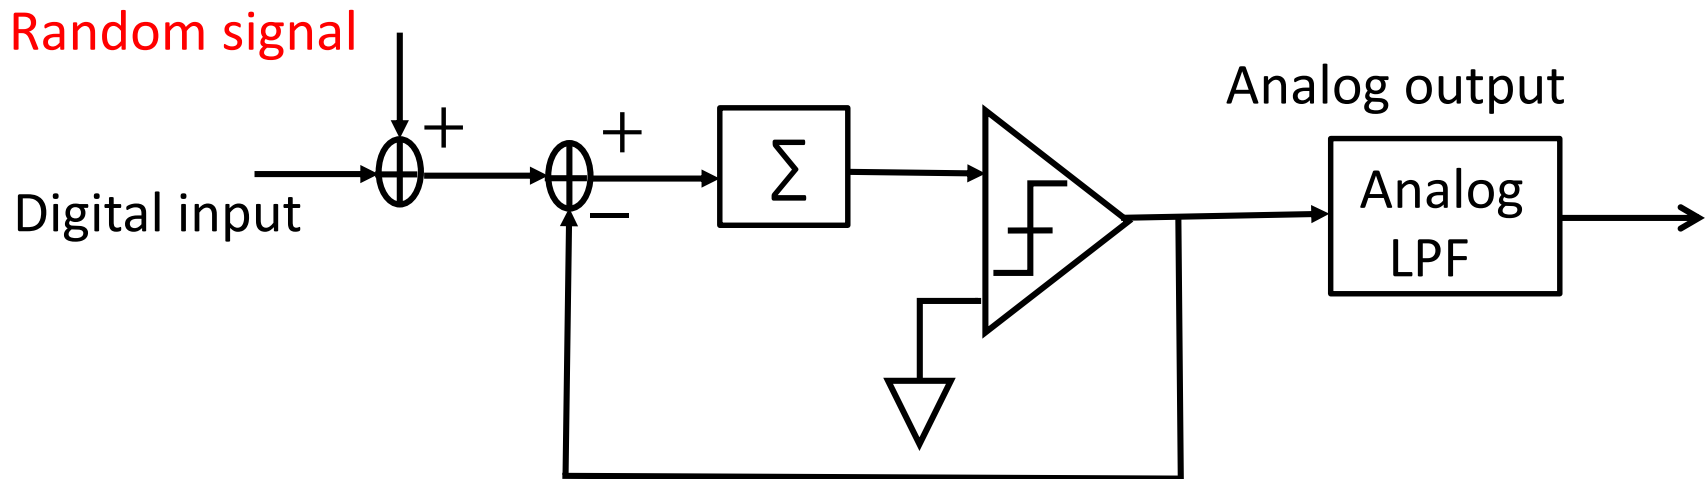 Random signal
+
+
Analog output
Digital input
Σ
−
Analog
LPF